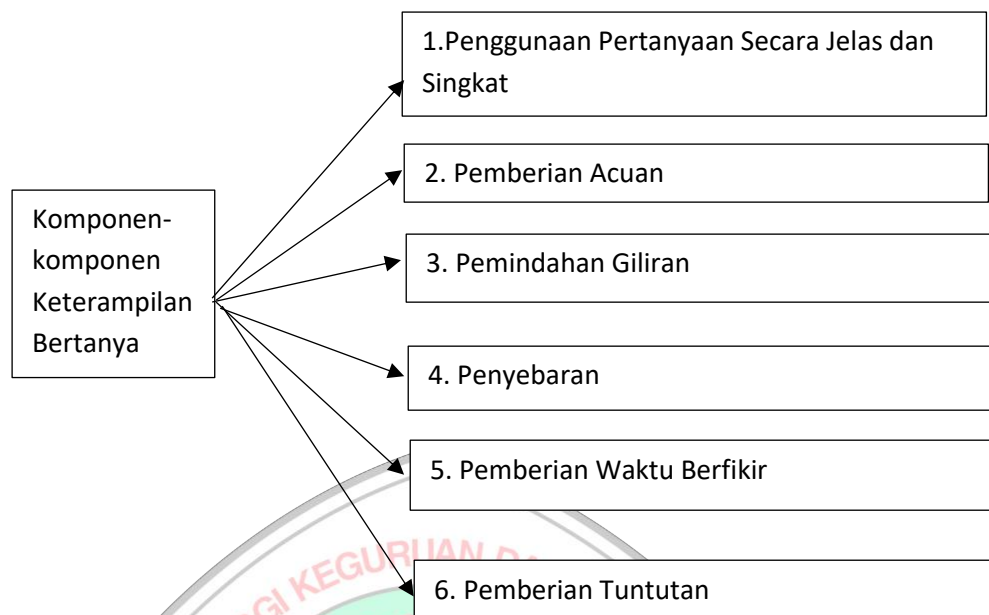 1.Penggunaan Pertanyaan Secara Jelas dan
Singkat
2. Pemberian Acuan
Komponen-
komponen
Keterampilan
Bertanya
3. Pemindahan Giliran
4. Penyebaran
5. Pemberian Waktu Berfikir
KEGURUAN
6. Pemberian Tuntutan